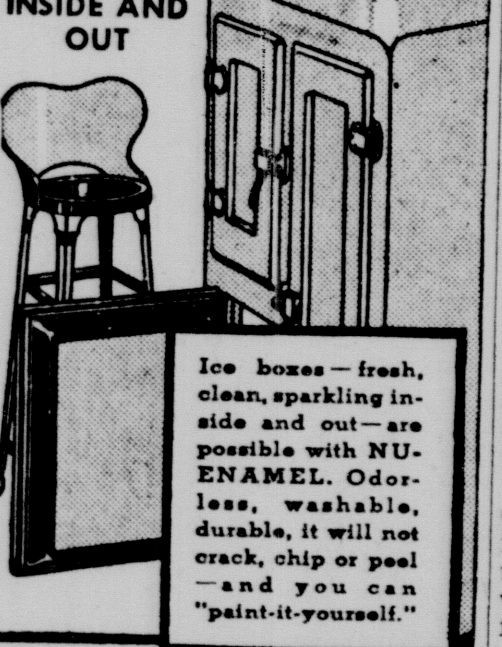 INSIDE AND
OUT
Ice boxes — fresh,
clean, sparkling in-
side and out — are
possible with NU-
ENAMEL. Odor-
less, washable,
durable, it will not
crack, chip or peel
— and you can
"paint-it-yourself."